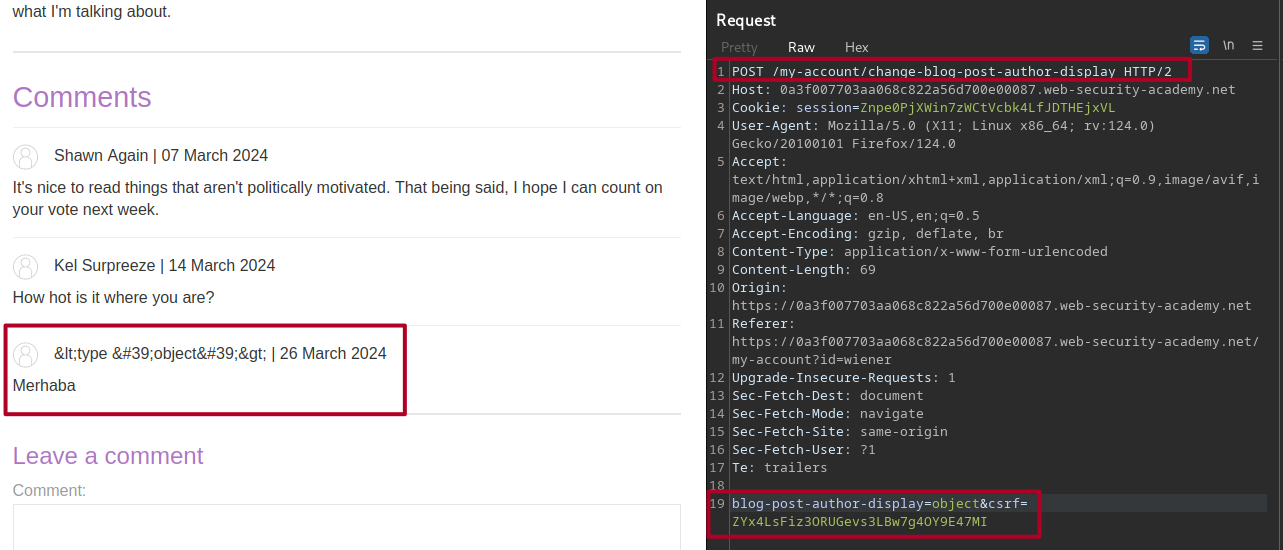 what I'm talking about.
Comments
Shawn Again | 07 March 2024
It's nice to read things that aren't politically motivated. That being said, I hope I can count on
your vote next week.
Kel Surpreeze | 14 March 2024
How hot is it where you are?
&lt;type &#39;object&#39;&gt; | 26 March 2024
Merhaba
Leave a comment
Comment:
Request
Pretty Raw Hex \n
1 POST /my-account/change-blog-post-author-display HTTP/2
2 Host: 0a3f007703aa068c822a56d700e00087.web-security-academy.net
3 Cookie: session=Znpe0PjXWin7zWCtVcbk4LfJDTHEjxVL
4 User-Agent: Mozilla/5.0 (X11; Linux x86_64; rv:124.0)
Gecko/20100101 Firefox/124.0
5 Accept:
text/html,application/xhtml+xml,application/xml;q=0.9,image/avif,i
mage/webp,*/*;q=0.8
6 Accept-Language: en-US,en;q=0.5
7 Accept-Encoding: gzip, deflate, br
8 Content-Type: application/x-www-form-urlencoded
9 Content-Length: 69
10 Origin:
https://0a3f007703aa068c822a56d700e00087.web-security-academy.net
11 Referer:
https://0a3f007703aa068c822a56d700e00087.web-security-academy.net/
my-account?id=wiener
12 Upgrade-Insecure-Requests: 1
13 Sec-Fetch-Dest: document
14 Sec-Fetch-Mode: navigate
15 Sec-Fetch-Site: same-origin
16 Sec-Fetch-User: ?1
17 Te: trailers
18
19 blog-post-author-display=object&csrf=
ZYx4LsFiz3ORUGevs3LBw7g4OY9E47MI